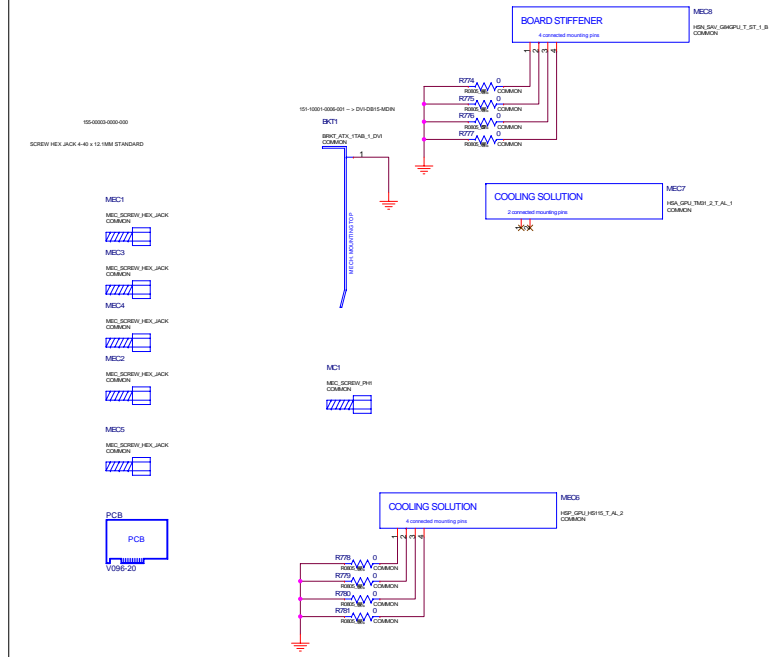 BOARD STIFFENER
4 connected mounting pins
MEC8
HSN_SAV_G84GPU_T_ST_1_B
COMMON
1 2 3 4
R774 0
COMMON
R775 0
COMMON
R776 0
COMMON
R777 0
COMMON
155-00003-0000-000
SCREW HEX JACK 4-40 x 12.1MM STANDARD
151-10001-0006-001 -- > DVI-DB15-MDIN
BKT1
BRKT_ATX_1TAB_1_DVI
COMMON
1
MECH. MOUNTING TOP
COOLING SOLUTION
2 connected mounting pins
MEC7
HSA_GPU_TM31_2_T_AL_1
COMMON
MEC1
MEC_SCREW_HEX_JACK
COMMON
MEC3
MEC_SCREW_HEX_JACK
COMMON
MEC4
MEC_SCREW_HEX_JACK
COMMON
MEC2
MEC_SCREW_HEX_JACK
COMMON
MEC5
MEC_SCREW_HEX_JACK
COMMON
MC1
MEC_SCREW_PH1
COMMON
PCB
PCB
V096-20
COOLING SOLUTION
4 connected mounting pins
MEC6
HSP_GPU_HS115_T_AL_2
COMMON
1 2 3 4
R778 0
COMMON
R779 0
COMMON
R780 0
COMMON
R781 0
COMMON